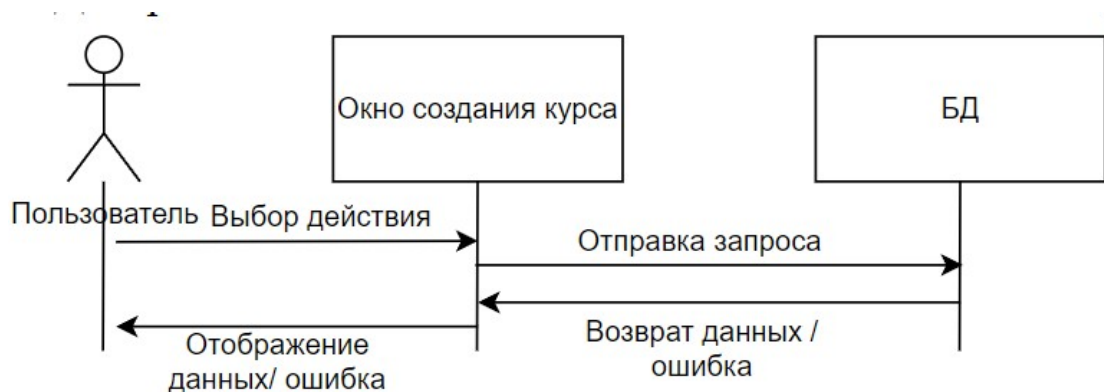 Окно создания курса
БД
Пользователь
Выбор действия
Отправка запроса
Возврат данных /
ошибка
Отображение
данных/ ошибка